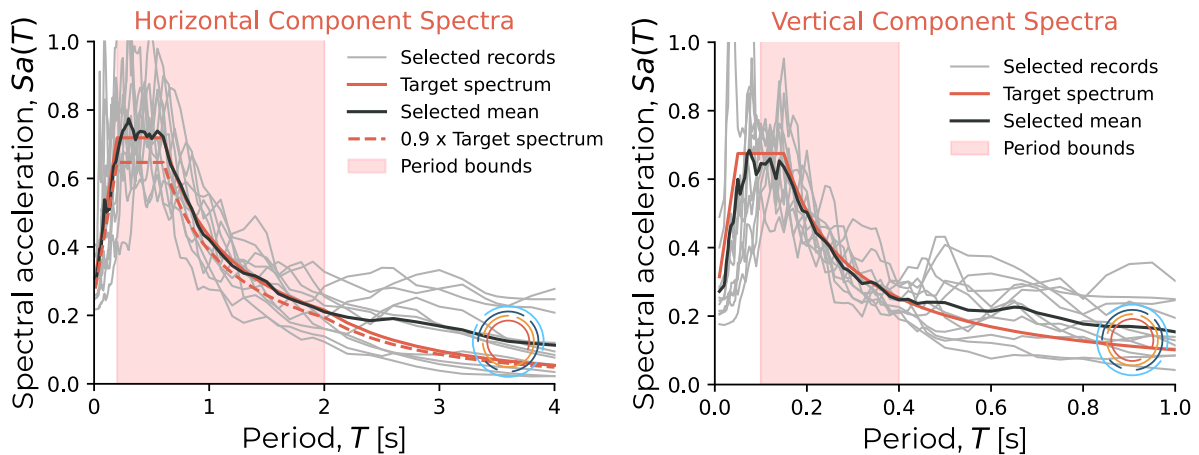 Horizontal Component Spectra
Spectral acceleration, Sa(T)
1.0
0.8
0.6
0.4
0.2
0.0
0
1
2
3
4
Period, T [s]
Selected records
Target spectrum
Selected mean
0.9 x Target spectrum
Period bounds
Vertical Component Spectra
Spectral acceleration, Sa(T)
1.0
0.8
0.6
0.4
0.2
0.0
0.0
0.2
0.4
0.6
0.8
1.0
Period, T [s]
Selected records
Target spectrum
Selected mean
Period bounds